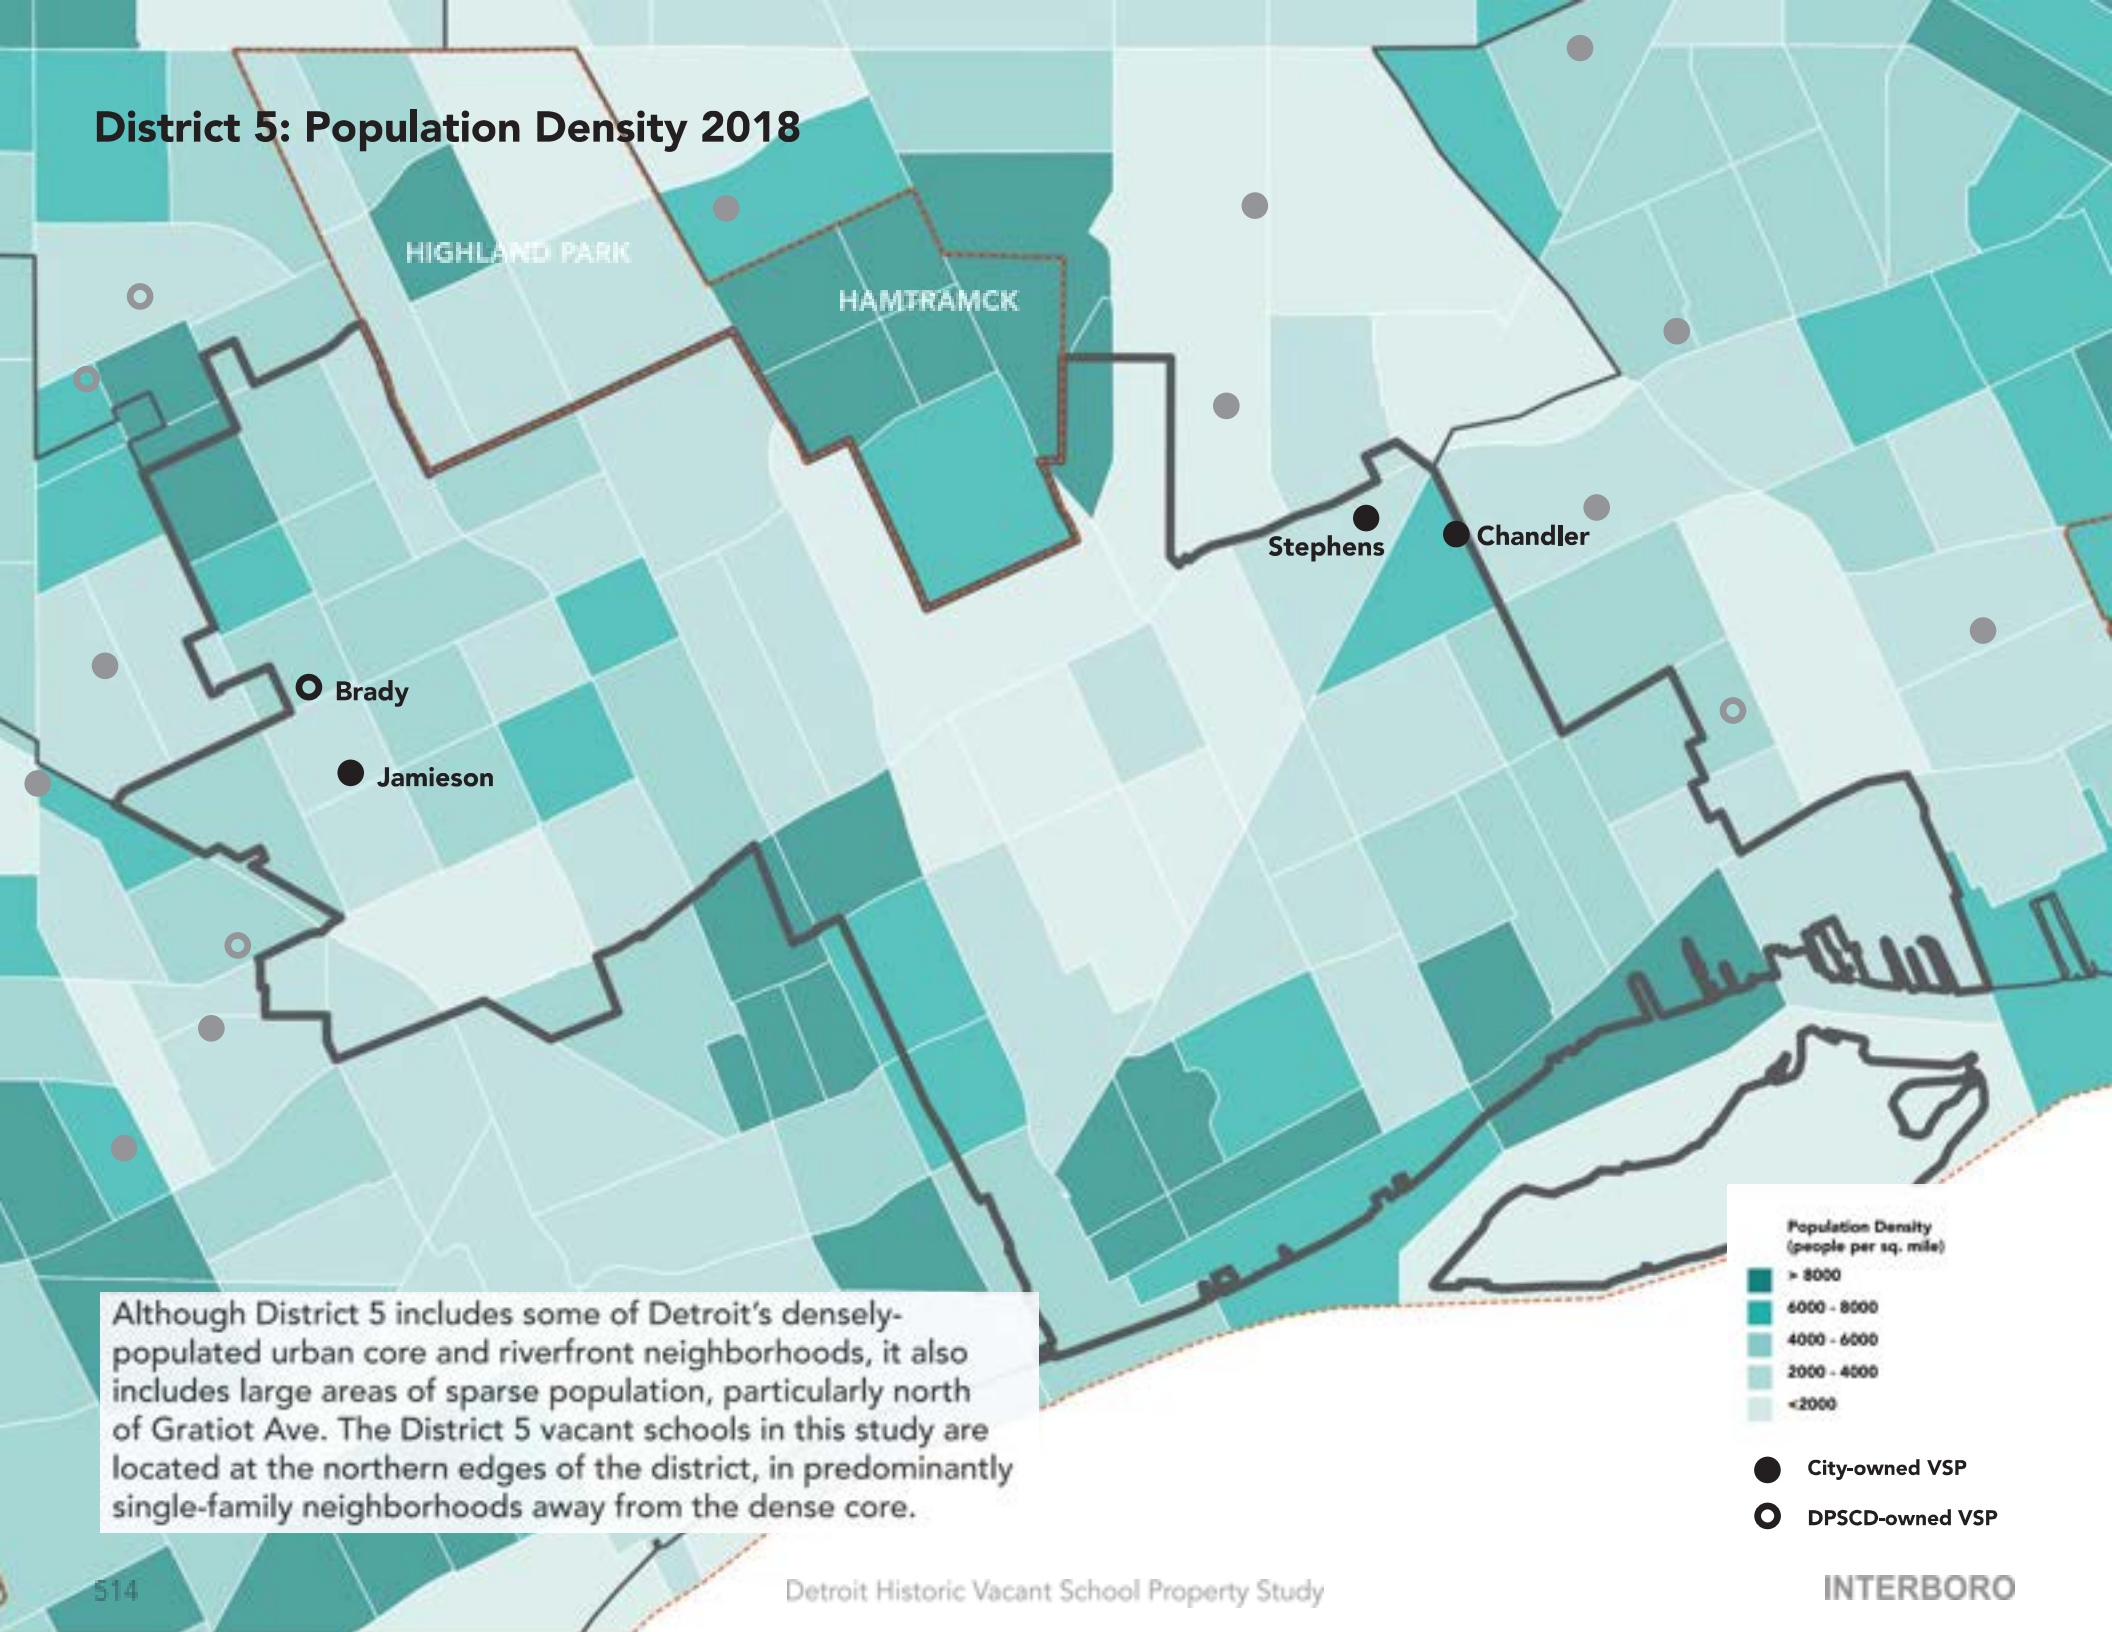 District 5: Population Density 2018
HIGHLAND PARK
HAMTRAMCK
Stephens
Chandler
Brady
Jamieson
Population Density
(people per sq. mile)
> 8000
6000 - 8000
4000 - 6000
2000 - 4000
<2000
City-owned VSP
DPSCD-owned VSP
Although District 5 includes some of Detroit’s densely-
populated urban core and riverfront neighborhoods, it also
includes large areas of sparse population, particularly north
of Gratiot Ave. The District 5 vacant schools in this study are
located at the northern edges of the district, in predominantly
single-family neighborhoods away from the dense core.
514
Detroit Historic Vacant School Property Study
INTERBORO